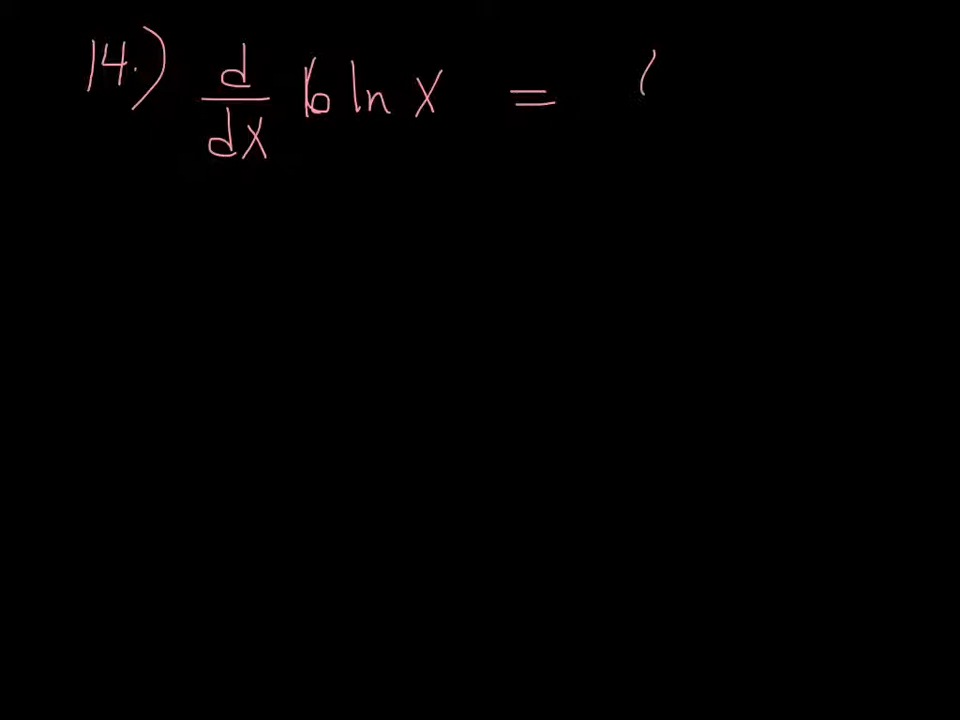 14.) d/dx 6 ln x = (